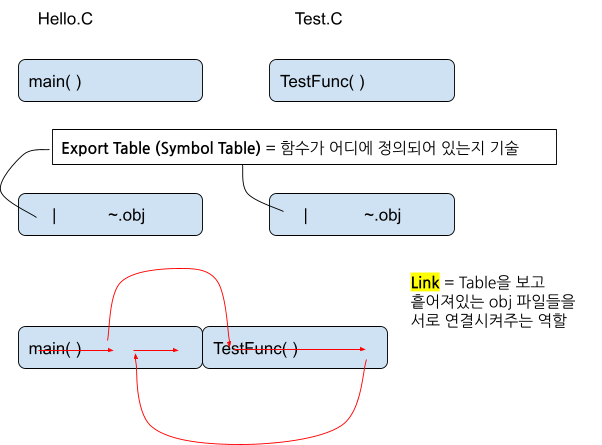 Hello.C
Test.C
main( )
TestFunc( )
Export Table (Symbol Table) = 함수가 어디에 정의되어 있는지 기술
| ~.obj
| ~.obj
Link = Table을 보고
흩어져있는 obj 파일들을
서로 연결시켜주는 역할
main( )
TestFunc( )